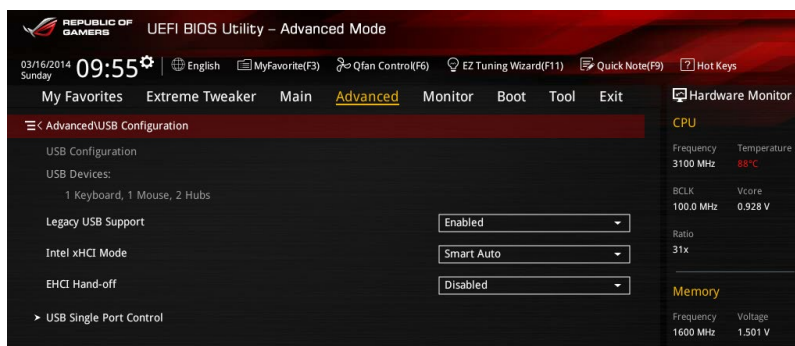 REPUBLIC OF
GAMERS
UEFI BIOS Utility – Advanced Mode
03/16/2014
Sunday
09:55
English
MyFavorite(F3)
Qfan Control(F6)
EZ Tuning Wizard(F11)
Quick Note(F9)
? Hot Keys
My Favorites Extreme Tweaker Main Advanced Monitor Boot Tool Exit
Hardware Monitor
Advanced\USB Configuration
USB Configuration
USB Devices:
1 Keyboard, 1 Mouse, 2 Hubs
Legacy USB Support Enabled
Intel xHCI Mode Smart Auto
EHCI Hand-off Disabled
> USB Single Port Control
CPU
Frequency Temperature
3100 MHz 88°C
BCLK Vcore
100.0 MHz 0.928 V
Ratio
31x
Memory
Frequency Voltage
1600 MHz 1.501 V